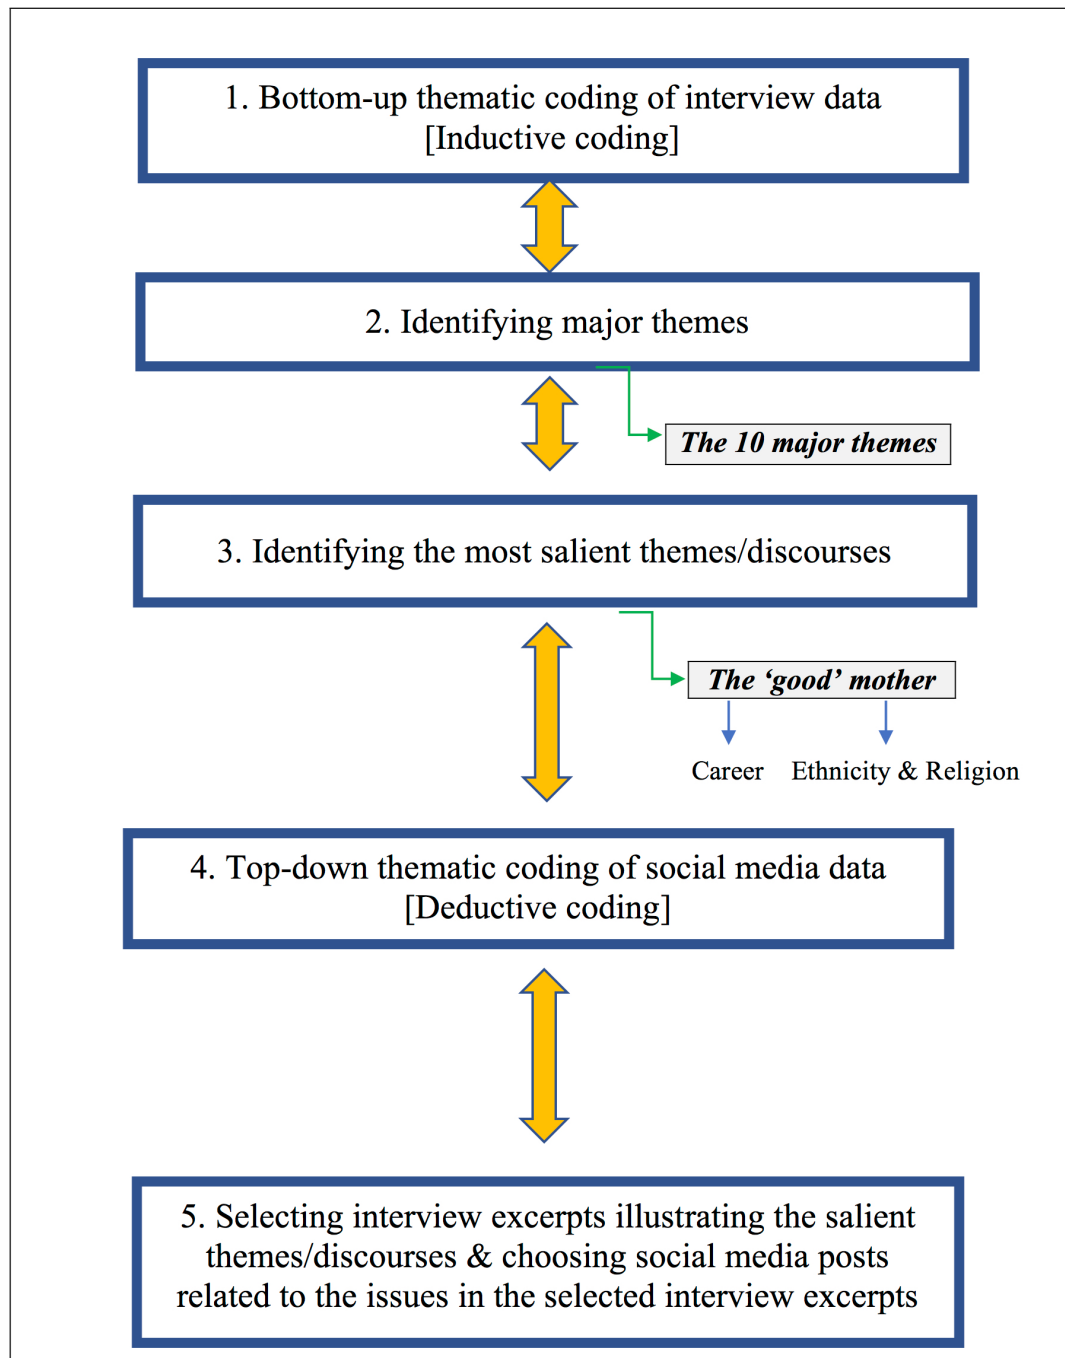 1. Bottom-up thematic coding of interview data
[Inductive coding]
2. Identifying major themes
The 10 major themes
3. Identifying the most salient themes/discourses
The ‘good’ mother
Career
Ethnicity & Religion
4. Top-down thematic coding of social media data
[Deductive coding]
5. Selecting interview excerpts illustrating the salient
themes/discourses & choosing social media posts
related to the issues in the selected interview excerpts